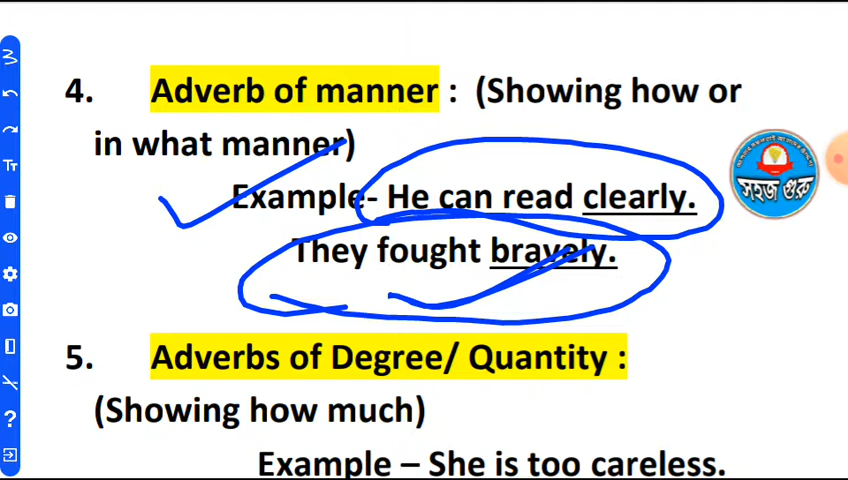 4. Adverb of manner : (Showing how or
in what manner)
Example- He can read clearly.
They fought bravely.
সহজ গুরু
5. Adverbs of Degree/ Quantity :
(Showing how much)
Example – She is too careless.